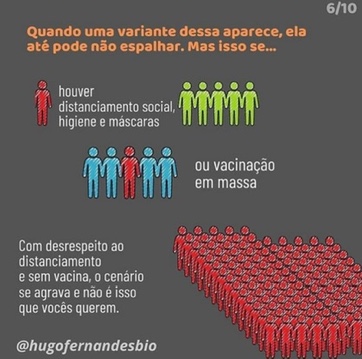 6/10
Quando uma variante dessa aparece, ela
até pode não espalhar. Mas isso se...
houver
distanciamento social,
higiene e máscaras
ou vacinação
em massa
Com desrespeito ao
distanciamento
e sem vacina, o cenário
se agrava e não é isso
que vocês querem.
@hugofernandesbio